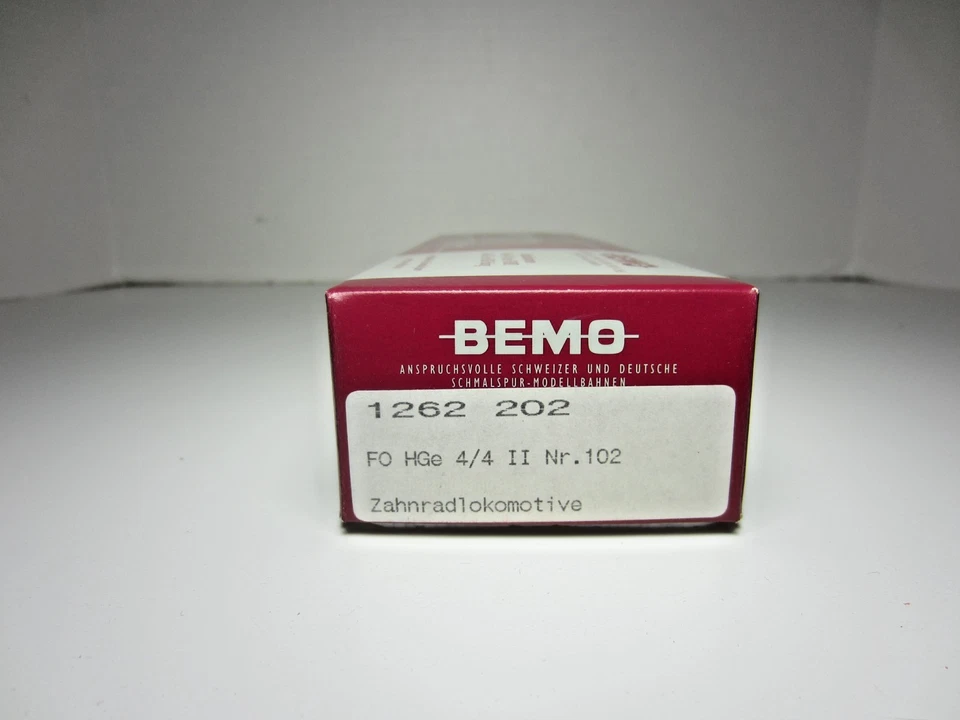 BEMO
ANSPRUCHSVOLLE SCHWEIZER UND DEUTSCHE
SCHMALSPUR-MODELLBAHNEN
1262 202
FO HGe 4/4 II Nr.102
Zahnradlokomotive